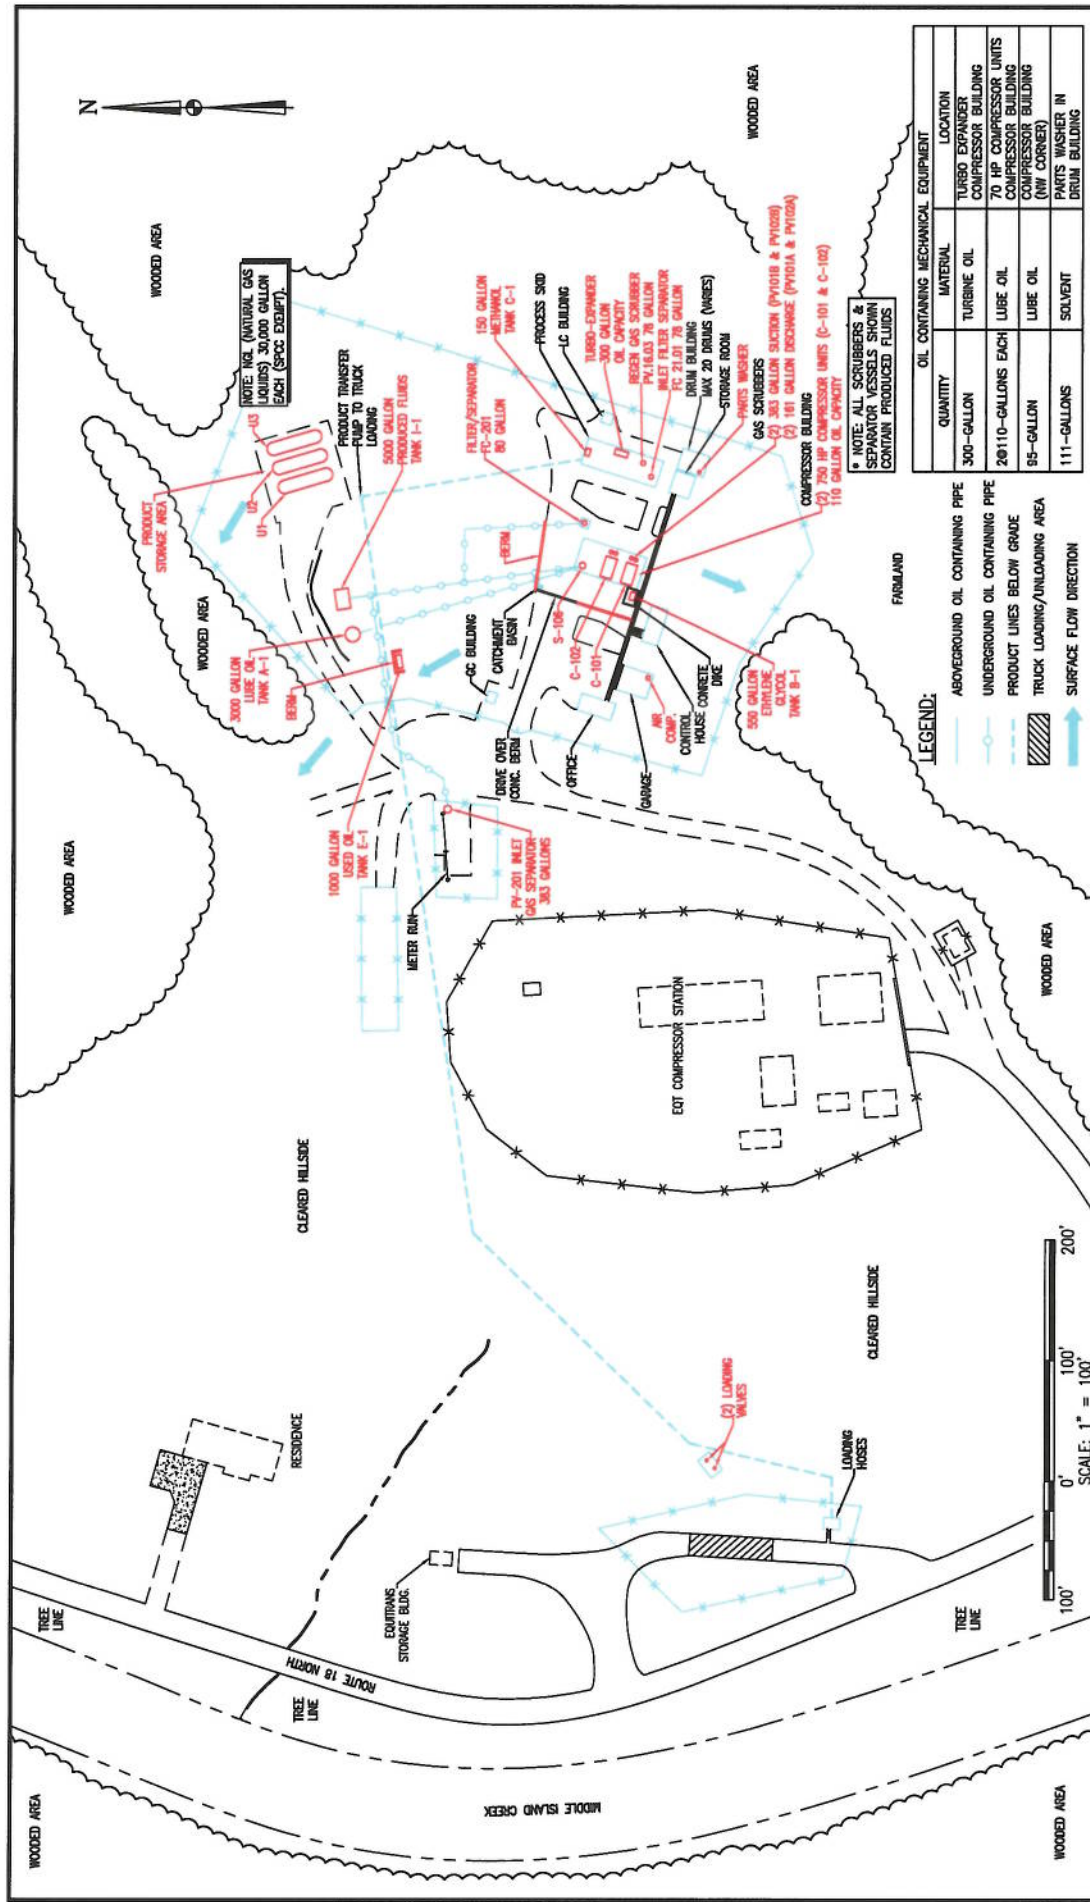 WOODED AREA
N
WOODED AREA
WOODED AREA
WOODED AREA
NOTE: NGL (NATURAL GAS
LIQUIDS) 30,000 GALLON
EACH (SPCC EXEMPT).
PRODUCT
STORAGE AREA
U1
U2
U3
WOODED AREA
PRODUCT TRANSFER
PUMP TO TRUCK
LOADING
5000 GALLON
PRODUCED FLUIDS
TANK I-1
3000 GALLON
LUBE OIL
TANK A-1
BERM
1000 GALLON
USED OIL
TANK E-1
FILTER/SEPARATOR
FC-201
80 GALLON
150 GALLON
METHANOL
TANK C-1
PROCESS SKID
LC BUILDING
TURBO-EXPANDER
300 GALLON
OIL CAPACITY
REGEN GAS SCRUBBER
PV.16.03 78 GALLON
INLET FILTER SEPARATOR
FC 21.01 78 GALLON
DRUM BUILDING
MAX 20 DRUMS (VARIES)
STORAGE ROOM
PARTS WASHER
GAS SCRUBBERS
(2) 383 GALLON SUCTION (PV101B & PV102B)
(2) 161 GALLON DISCHARGE (PV101A & PV102A)
COMPRESSOR BUILDING
(2) 750 HP COMPRESSOR UNITS (C-101 & C-102)
110 GALLON OIL CAPACITY
BERM
GC BUILDING
CATCHMENT
BASIN
S-106
C-102
C-101
DRIVE OVER
CONC. BERM
OFFICE
GARAGE
AIR
COMP.
CONTROL
HOUSE
CONRETE
DIKE
550 GALLON
ETHYLENE
GLYCOL
TANK B-1
METER RUN
PV-201 INLET
GAS SEPARATOR
383 GALLONS
FARMLAND
WOODED AREA
CLEARED HILLSIDE
EQT COMPRESSOR STATION
CLEARED HILLSIDE
RESIDENCE
(2) LOADING
VALVES
LOADING
HOSES
EQUITRANS
STORAGE BLDG.
TREE
LINE
ROUTE 18 NORTH
TREE
LINE
TREE
LINE
MIDDLE ISLAND CREEK
WOODED AREA
WOODED AREA
100' 0' 100' 200'
SCALE: 1" = 100'
* NOTE: ALL SCRUBBERS &
SEPARATOR VESSELS SHOWN
CONTAIN PRODUCED FLUIDS
LEGEND:
ABOVEGROUND OIL CONTAINING PIPE
UNDERGROUND OIL CONTAINING PIPE
PRODUCT LINES BELOW GRADE
TRUCK LOADING/UNLOADING AREA
SURFACE FLOW DIRECTION
OIL CONTAINING MECHANICAL EQUIPMENT
QUANTITY MATERIAL LOCATION
300-GALLON TURBINE OIL TURBO EXPANDER
COMPRESSOR BUILDING
2@110-GALLONS EACH LUBE OIL 70 HP COMPRESSOR UNITS
COMPRESSOR BUILDING
95-GALLON LUBE OIL COMPRESSOR BUILDING
(NW CORNER)
111-GALLONS SOLVENT PARTS WASHER IN
DRUM BUILDING